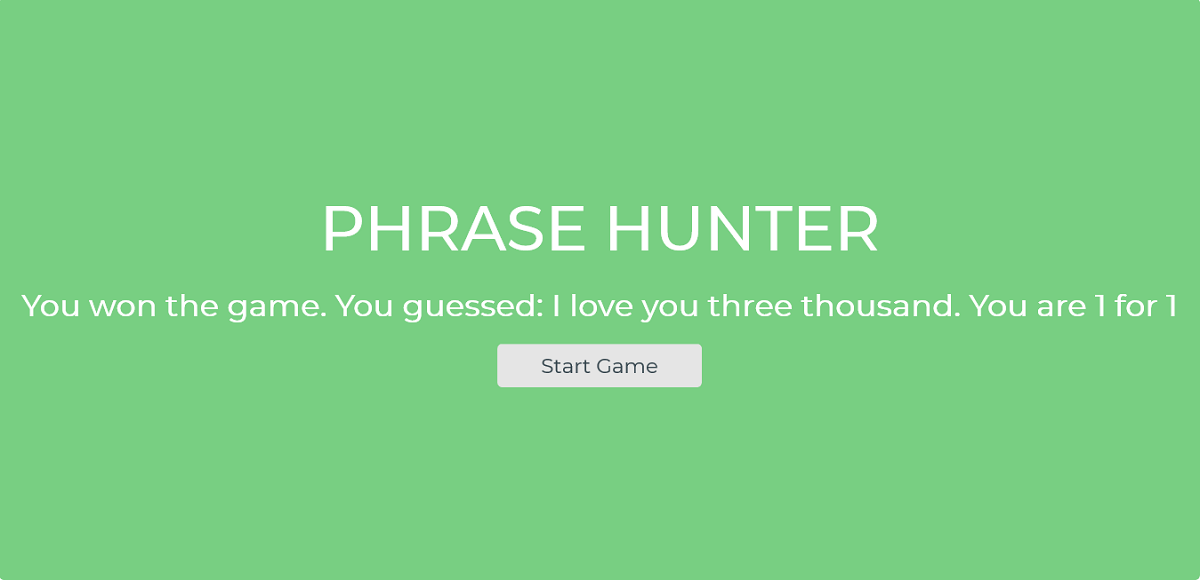 PHRASE HUNTER
You won the game. You guessed: I love you three thousand. You are 1 for 1
Start Game